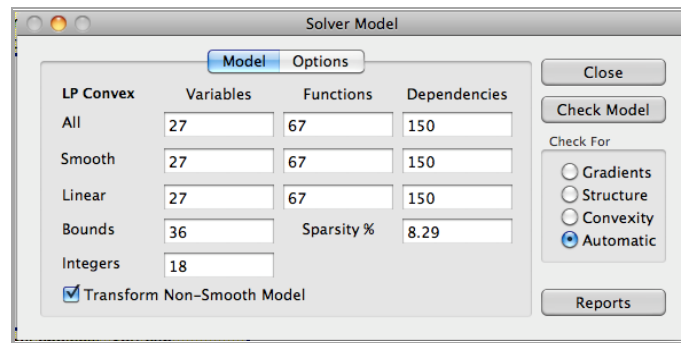 Solver Model
Model Options
Close
LP Convex Variables Functions Dependencies
Check Model
All 27 67 150
Check For
Smooth 27 67 150
Gradients
Linear 27 67 150
Structure
Convexity
Bounds 36 Sparsity % 8.29
Automatic
Integers 18
Transform Non-Smooth Model
Reports